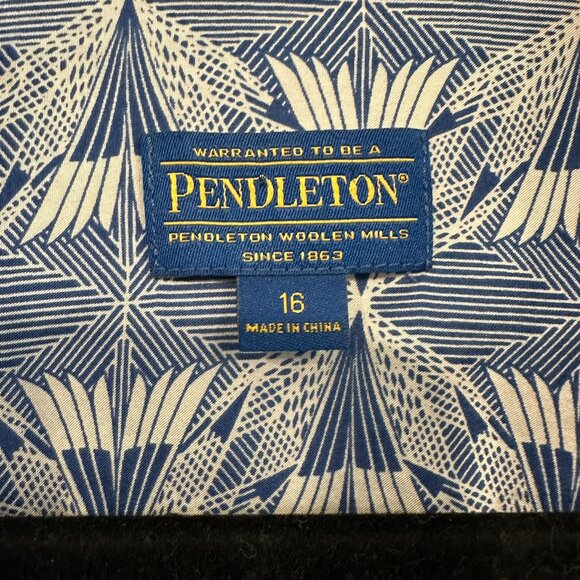 WARRANTED TO BE A
PENDLETON®
PENDLETON WOOLEN MILLS
SINCE 1863
16
MADE IN CHINA